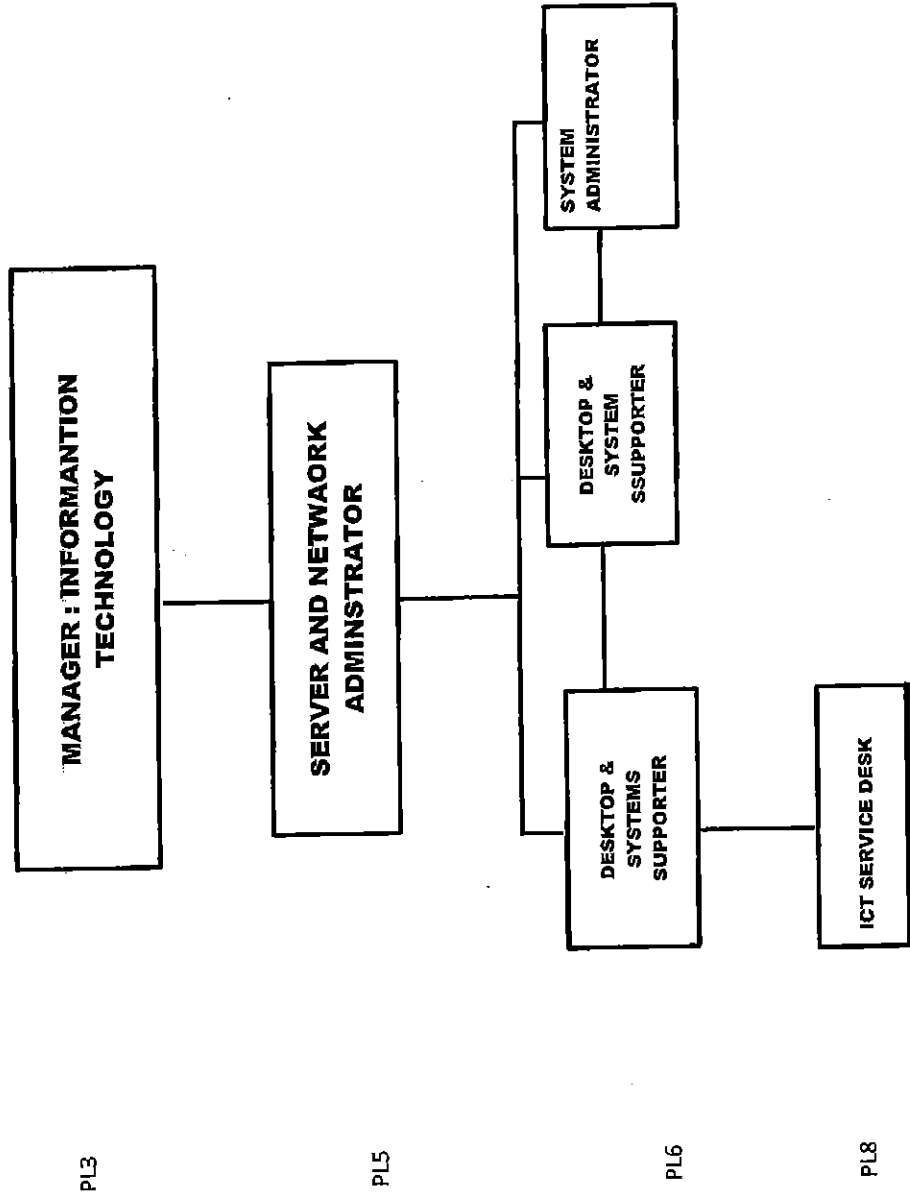 PL3
MANAGER : INFORMANTION
TECHNOLOGY
PL5
SERVER AND NETWAORK
ADMINSTRATOR
PL6
DESKTOP &
SYSTEMS
SUPPORTER
DESKTOP &
SYSTEM
SSUPPORTER
SYSTEM
ADMINISTRATOR
PL8
ICT SERVICE DESK